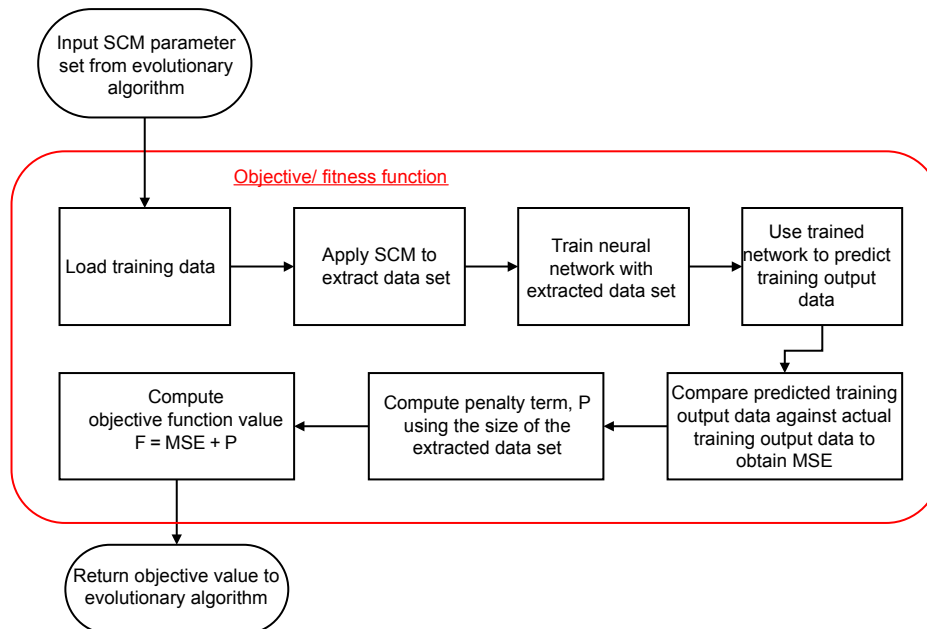 Input SCM parameter
set from evolutionary
algorithm
Objective/ fitness function
Load training data
Apply SCM to
extract data set
Train neural
network with
extracted data set
Use trained
network to predict
training output
data
Compare predicted training
output data against actual
training output data to
obtain MSE
Compute penalty term, P
using the size of the
extracted data set
Compute
objective function value
F = MSE + P
Return objective value to
evolutionary algorithm